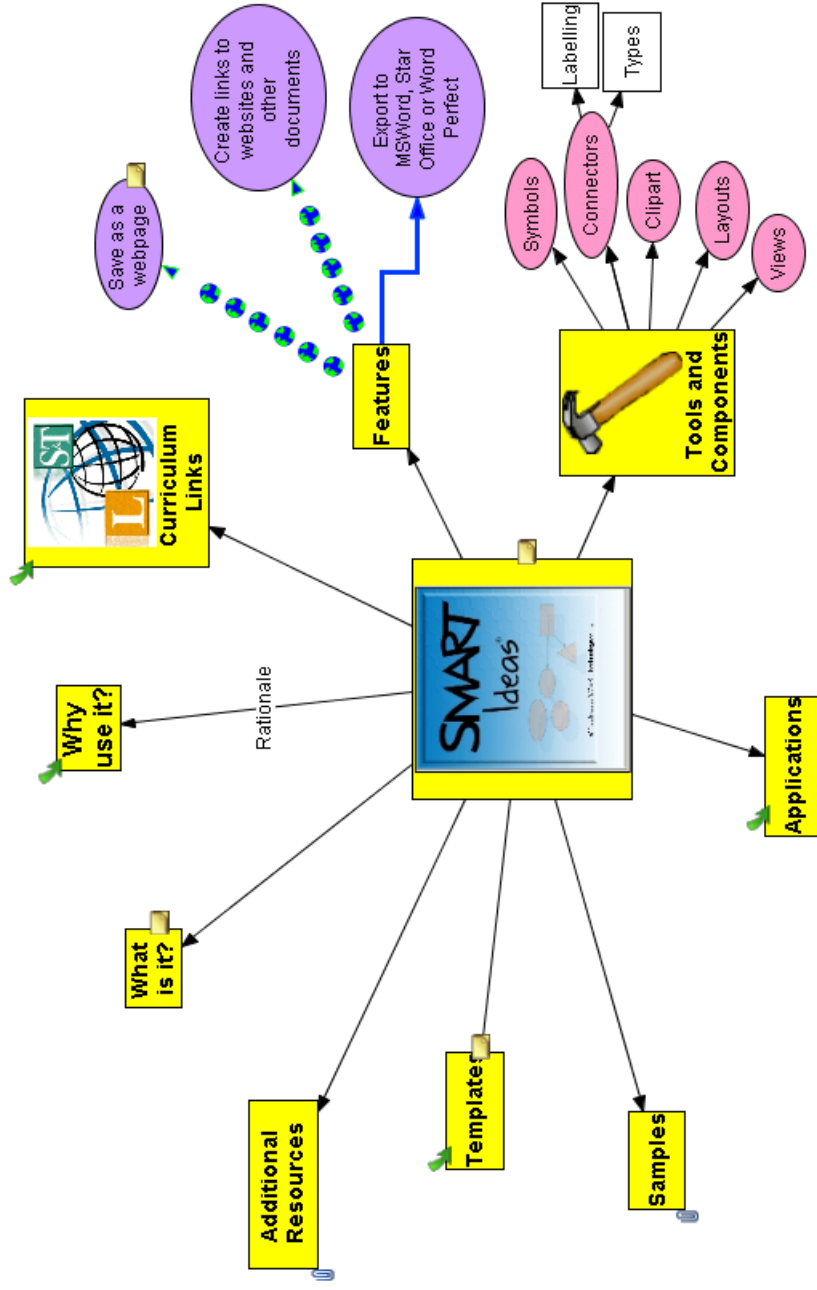 Additional
Resources
What
is it?
Why
use it?
Rationale
ST
L
Curriculum
Links
Save as a
webpage
Create links to
websites and
other
documents
Export to
MSWord, Star
Office or Word
Perfect
Features
Templates
SMART
Ideas®
Samples
Applications
Tools and
Components
Symbols
Connectors
Clipart
Layouts
Views
Labelling
Types